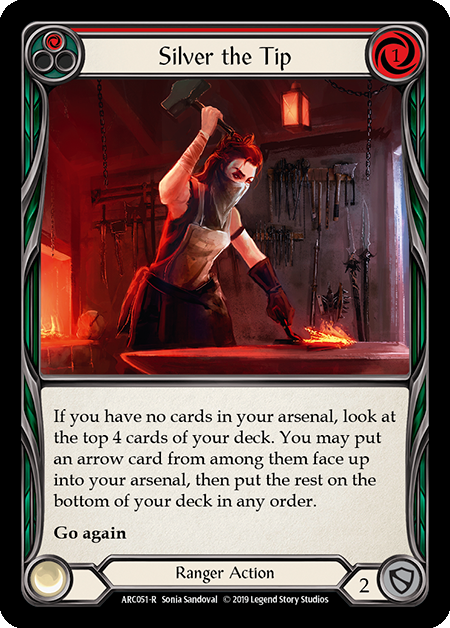 Silver the Tip
1
If you have no cards in your arsenal, look at
the top 4 cards of your deck. You may put
an arrow card from among them face up
into your arsenal, then put the rest on the
bottom of your deck in any order.
Go again
Ranger Action
2
ARC051-R Sonia Sandoval © 2019 Legend Story Studios